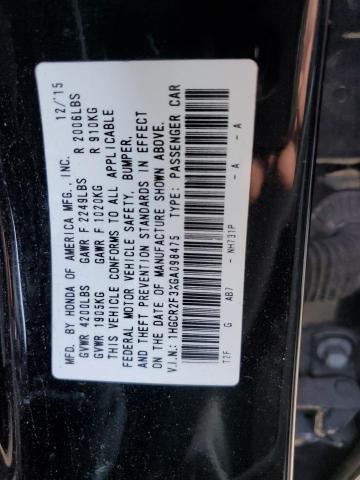 MFD. BY HONDA OF AMERICA MFG., INC. 12/15
GVWR 4200LBS GAWR F 2249LBS R 2006LBS
GVWR 1905KG GAWR F 1020KG R 910KG
THIS VEHICLE CONFORMS TO ALL APPLICABLE
FEDERAL MOTOR VEHICLE SAFETY, BUMPER,
AND THEFT PREVENTION STANDARDS IN EFFECT
ON THE DATE OF MANUFACTURE SHOWN ABOVE.
V.I.N.: 1HGCR2F3XGA098475 TYPE: PASSENGER CAR
T2F G AB7 NH731P A - A